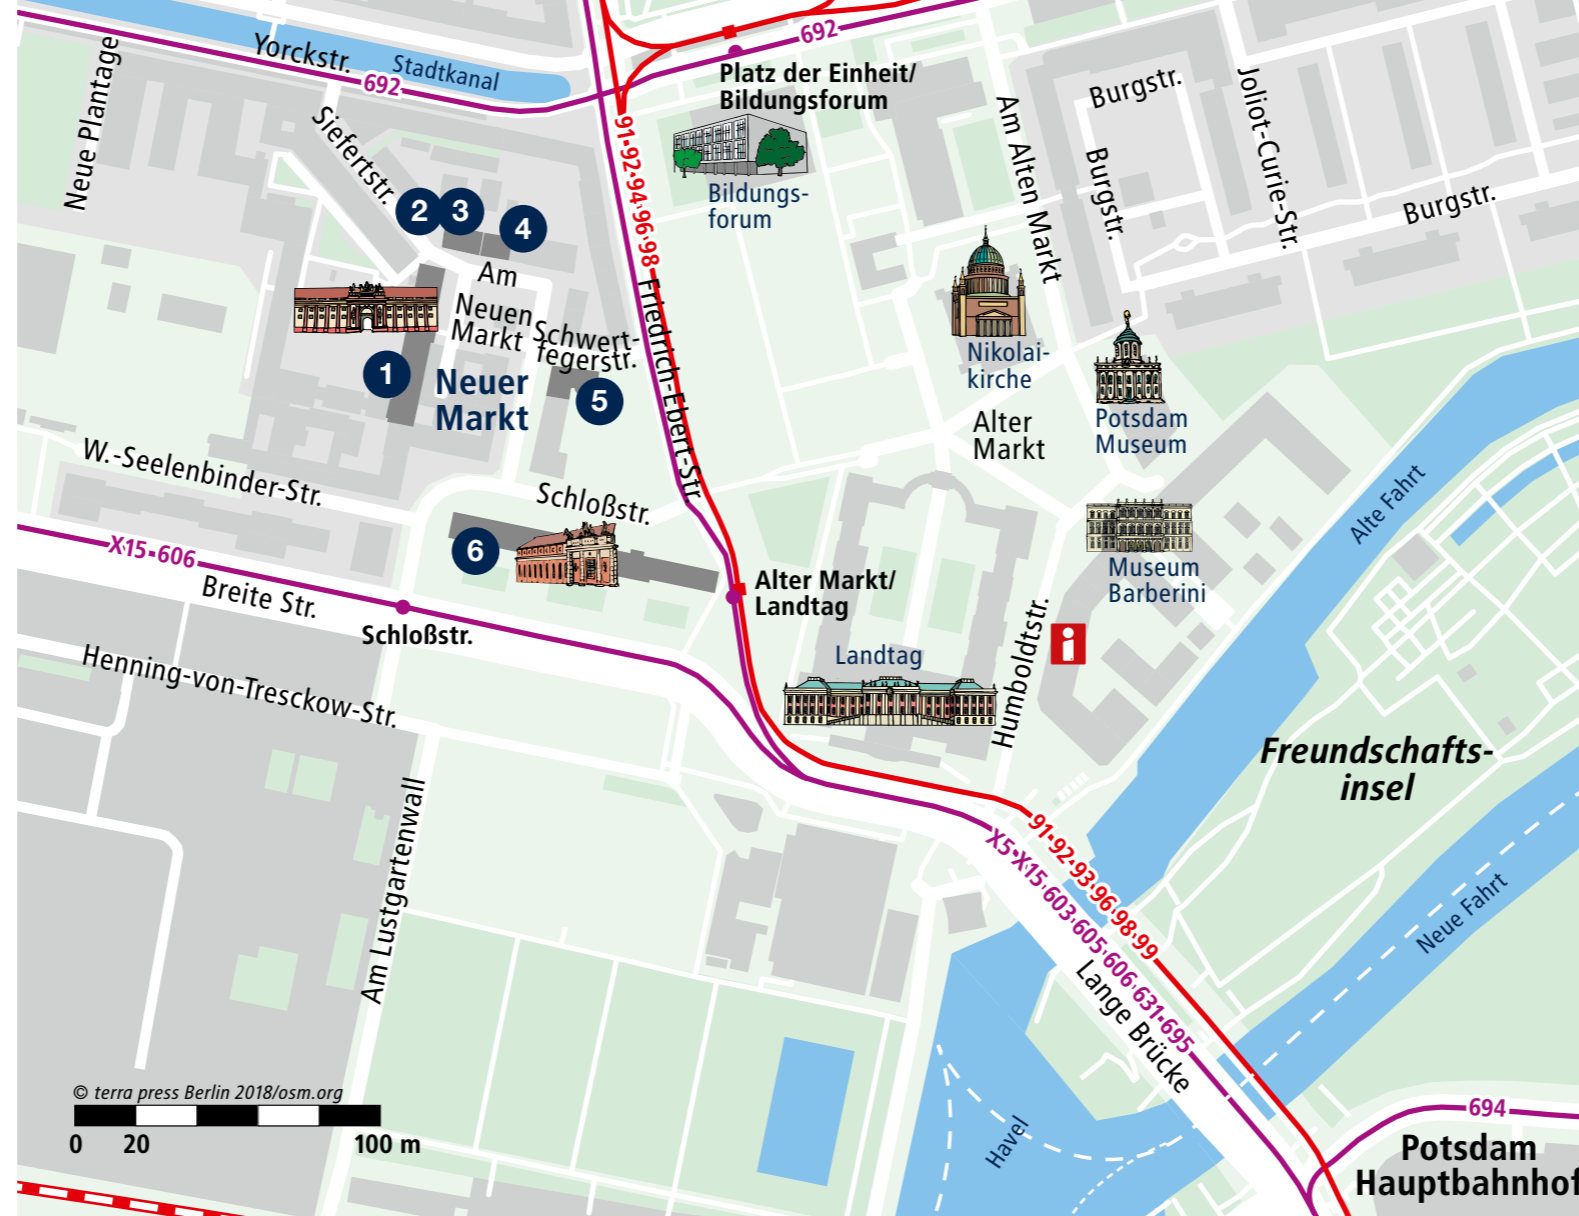 692
Yorckstr.
Stadtkanal
692
Platz der Einheit/
Bildungsforum
Neue Plantage
Siefertstr.
91·92·94·96·98
Bildungs-
forum
Am Alten Markt
Burgstr.
Burgstr.
Joliot-Curie-Str.
Burgstr.
2
3
4
Am
Neuen
Markt
Schwert-
fegerstr.
Friedrich-Ebert-Str.
1
Neuer
Markt
5
Nikolai-
kirche
Potsdam
Museum
Alter
Markt
W.-Seelenbinder-Str.
Schloßstr.
6
X15·606
Breite Str.
Schloßstr.
Alter Markt/
Landtag
Museum
Barberini
Alte Fahrt
Henning-von-Tresckow-Str.
Landtag
Humboldtstr.
i
Freundschafts-
insel
Am Lustgartenwall
91·92·93·96·98·99
X5·X15·603·605·606·631·695
Lange Brücke
Neue Fahrt
Havel
694
Potsdam
Hauptbahnhof
© terra press Berlin 2018/osm.org
0 20 100 m